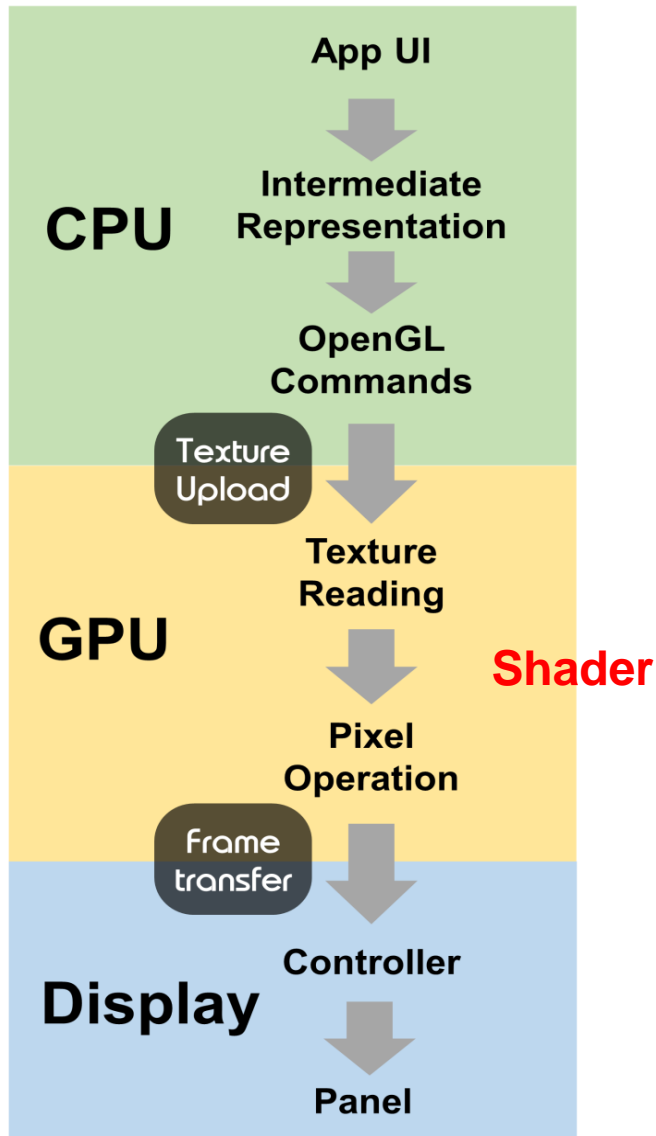 App UI
Intermediate
Representation
CPU
OpenGL
Commands
Texture
Upload
Texture
Reading
GPU
Shader
Pixel
Operation
Frame
transfer
Controller
Display
Panel